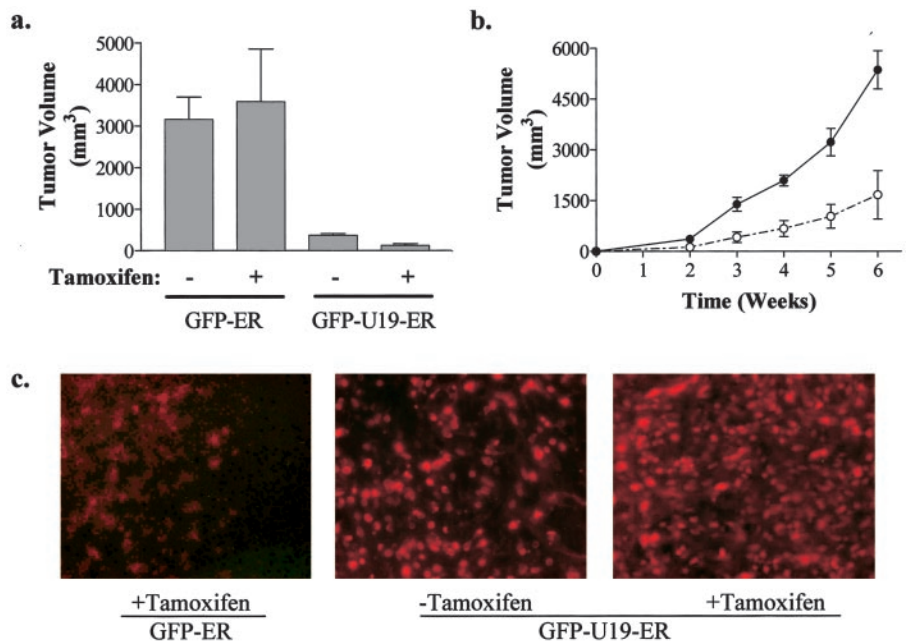 a.
Tumor Volume
(mm³)
5000
4000
3000
2000
1000
0
Tamoxifen: - + - +
GFP-ER GFP-U19-ER
b.
Tumor Volume
(mm³)
6000
4500
3000
1500
0
0 1 2 3 4 5 6
Time (Weeks)
c.
+Tamoxifen -Tamoxifen +Tamoxifen
GFP-ER GFP-U19-ER